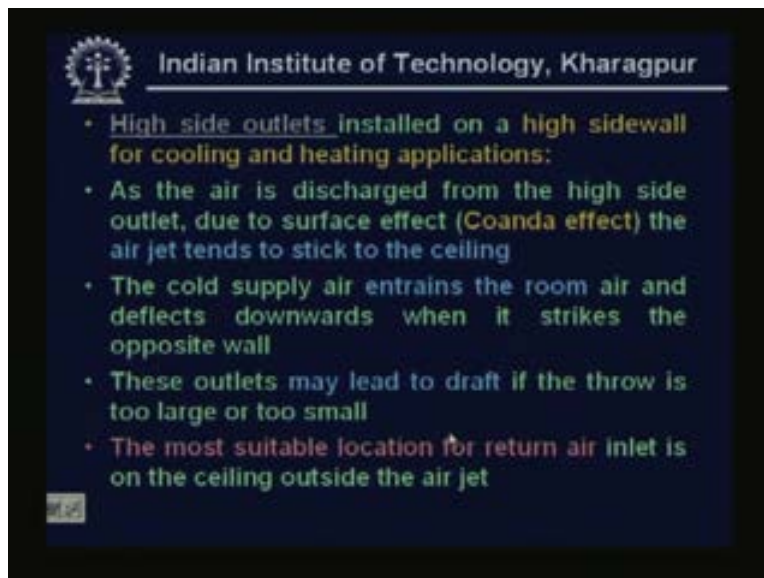 Indian Institute of Technology, Kharagpur
• High side outlets installed on a high sidewall
for cooling and heating applications:
• As the air is discharged from the high side
outlet, due to surface effect (Coanda effect) the
air jet tends to stick to the ceiling
• The cold supply air entrains the room air and
deflects downwards when it strikes the
opposite wall
• These outlets may lead to draft if the throw is
too large or too small
• The most suitable location for return air inlet is
on the ceiling outside the air jet